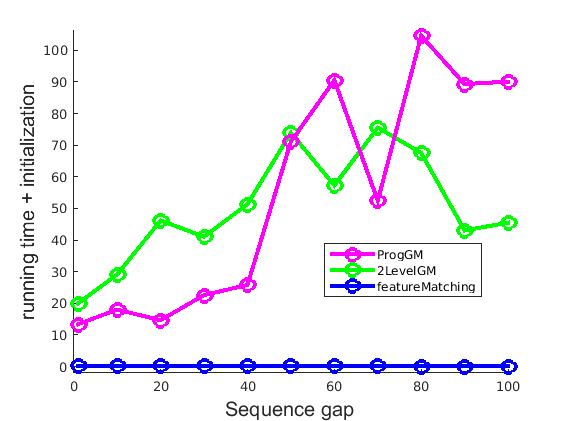 running time + initialization
100
90
80
70
60
50
40
30
20
10
0
ProgGM
2LevelGM
featureMatching
0 20 40 60 80 100
Sequence gap